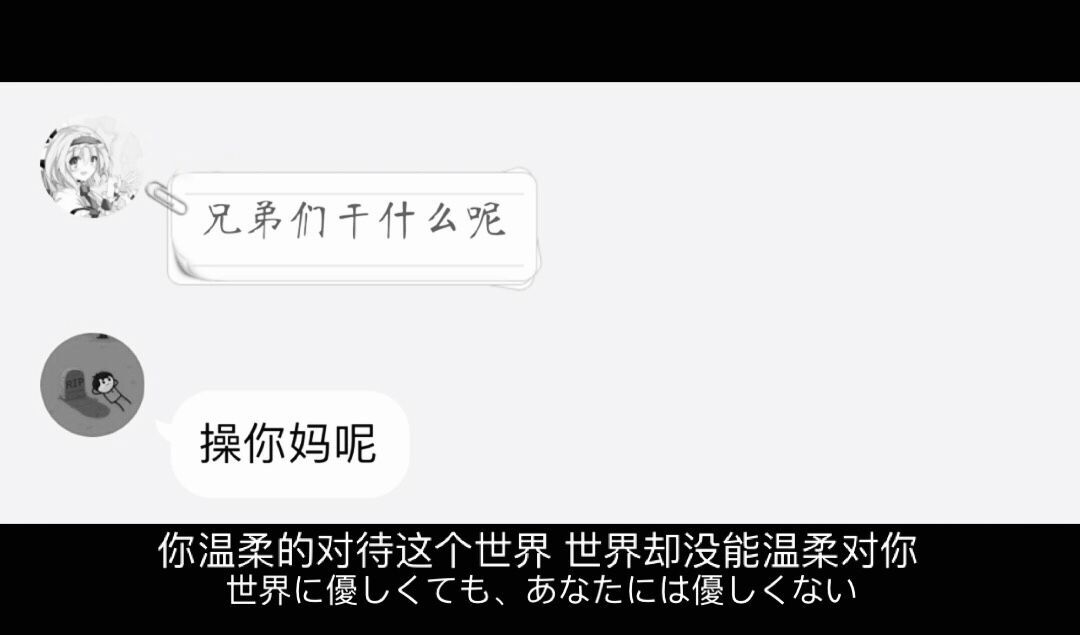 兄弟们干什么呢
RIP
操你妈呢
你温柔的对待这个世界 世界却没能温柔对你
世界に優しくても、あなたには優しくない